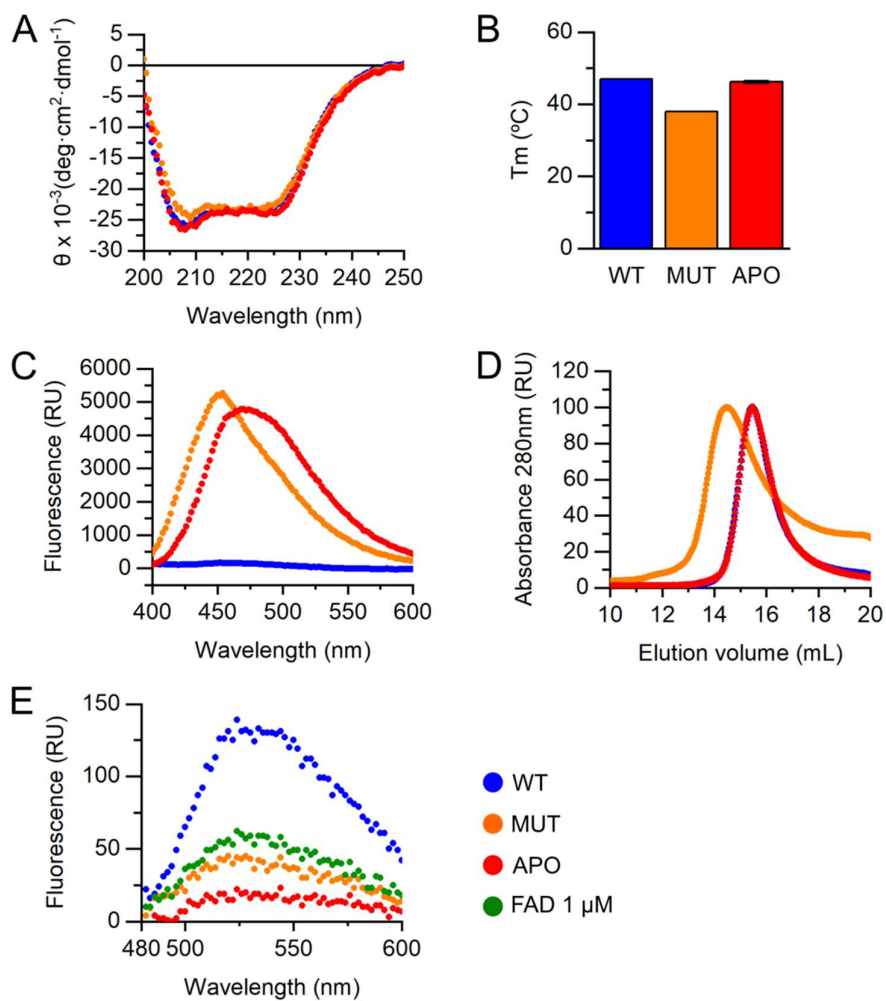 A
θ x 10⁻³(deg·cm²·dmol⁻¹)
5
0
-5
-10
-15
-20
-25
-30
200 210 220 230 240 250
Wavelength (nm)
B
Tm (ºC)
60
40
20
0
WT MUT APO
C
Fluorescence (RU)
6000
5000
4000
3000
2000
1000
0
400 450 500 550 600
Wavelength (nm)
D
Absorbance 280nm (RU)
120
100
80
60
40
20
0
10 12 14 16 18 20
Elution volume (mL)
E
Fluorescence (RU)
150
100
50
0
480 500 550 600
Wavelength (nm)
WT
MUT
APO
FAD 1 µM